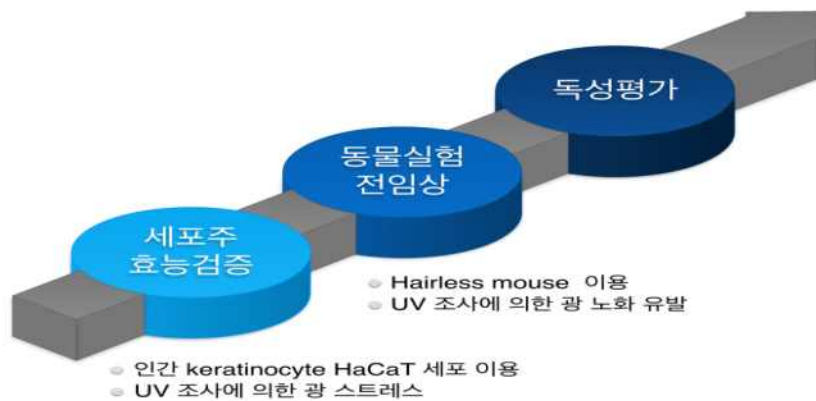 독성평가
동물실험
전임상
세포주
효능검증
Hairless mouse 이용
UV 조사에 의한 광 노화 유발
인간 keratinocyte HaCaT 세포 이용
UV 조사에 의한 광 스트레스